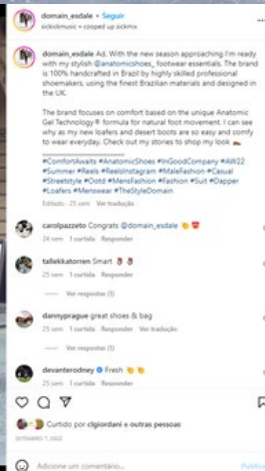 domain_esdale • Seguir
sickickmusic • cooped up sickmix
domain_esdale Ad. With the new season approaching I'm ready
with my stylish @anatomicshoes_ footwear essentials. The brand
is 100% handcrafted in Brazil by highly skilled professional
shoemakers, using the finest Brazilian materials and designed in
the UK.
The brand focuses on comfort based on the unique Anatomic
Gel Technology® formula for natural foot movement. I can see
why as my new loafers and desert boots are so easy and comfy
to wear everyday. Check out my stories to shop my look
#ComfortAwaits #AnatomicShoes #InGoodCompany #AW22
#Summer #Reels #ReelsInstagram #MaleFashion #Casual
#Streetstyle #Ootd #MensFashion #Fashion #Suit #Dapper
#Loafers #Menswear #TheStyleDomain
Editado · 25 sem Ver tradução
carolpazzeto Congrats @domain_esdale
24 sem 1 curtida Responder
tallekkatorren Smart
25 sem 1 curtida Responder
Ver respostas (1)
dannyprague great shoes & bag
25 sem 1 curtida Responder Ver tradução
Ver respostas (1)
devanterodney Fresh
25 sem 1 curtida Responder
Curtido por clgiordani e outras pessoas
SETEMBRO 7, 2022
Adicione um comentário...
Publicar